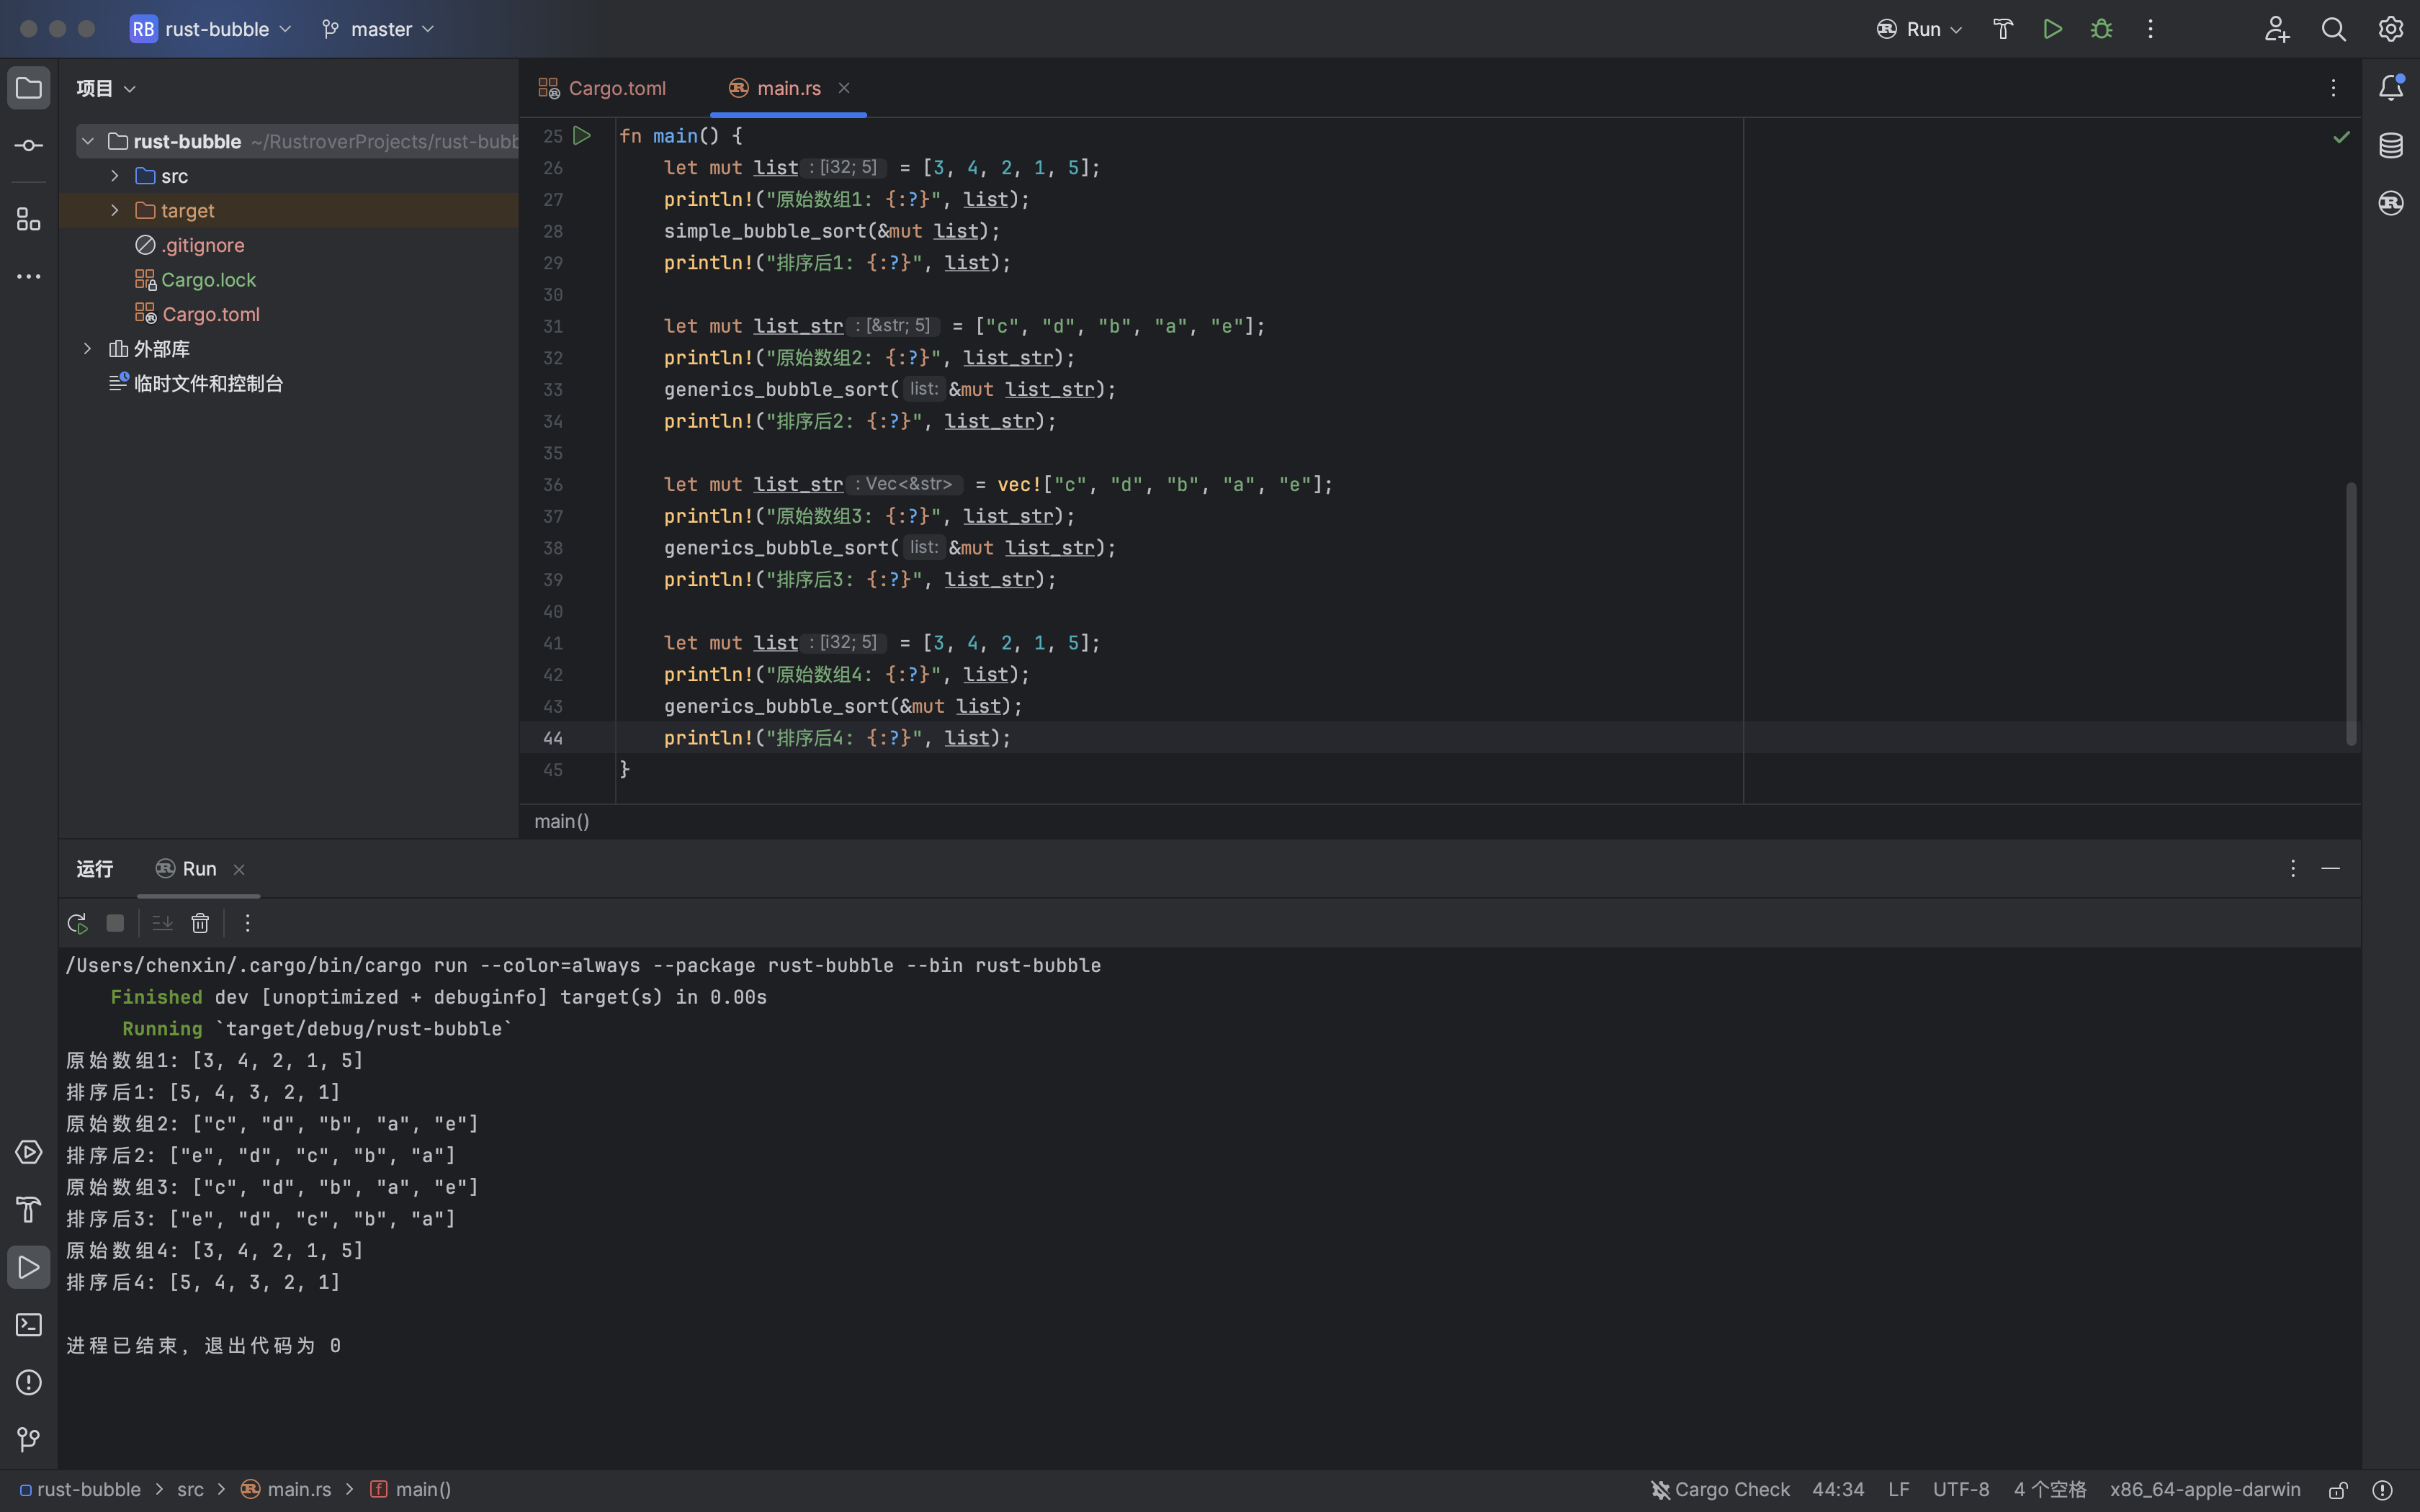 RB rust-bubble master Run
项目
rust-bubble ~/RustroverProjects/rust-bubb
src
target
.gitignore
Cargo.lock
Cargo.toml
外部库
临时文件和控制台
Cargo.toml main.rs
25 fn main() {
26 let mut list : [i32; 5] = [3, 4, 2, 1, 5];
27 println!("原始数组1: {:?}", list);
28 simple_bubble_sort(&mut list);
29 println!("排序后1: {:?}", list);
30
31 let mut list_str : [&str; 5] = ["c", "d", "b", "a", "e"];
32 println!("原始数组2: {:?}", list_str);
33 generics_bubble_sort( list: &mut list_str);
34 println!("排序后2: {:?}", list_str);
35
36 let mut list_str : Vec<&str> = vec!["c", "d", "b", "a", "e"];
37 println!("原始数组3: {:?}", list_str);
38 generics_bubble_sort( list: &mut list_str);
39 println!("排序后3: {:?}", list_str);
40
41 let mut list : [i32; 5] = [3, 4, 2, 1, 5];
42 println!("原始数组4: {:?}", list);
43 generics_bubble_sort(&mut list);
44 println!("排序后4: {:?}", list);
45 }
main()
运行 Run
/Users/chenxin/.cargo/bin/cargo run --color=always --package rust-bubble --bin rust-bubble
Finished dev [unoptimized + debuginfo] target(s) in 0.00s
Running `target/debug/rust-bubble`
原始数组1: [3, 4, 2, 1, 5]
排序后1: [5, 4, 3, 2, 1]
原始数组2: ["c", "d", "b", "a", "e"]
排序后2: ["e", "d", "c", "b", "a"]
原始数组3: ["c", "d", "b", "a", "e"]
排序后3: ["e", "d", "c", "b", "a"]
原始数组4: [3, 4, 2, 1, 5]
排序后4: [5, 4, 3, 2, 1]
进程已结束，退出代码为 0
rust-bubble > src > main.rs > f main() Cargo Check 44:34 LF UTF-8 4 个空格 x86_64-apple-darwin